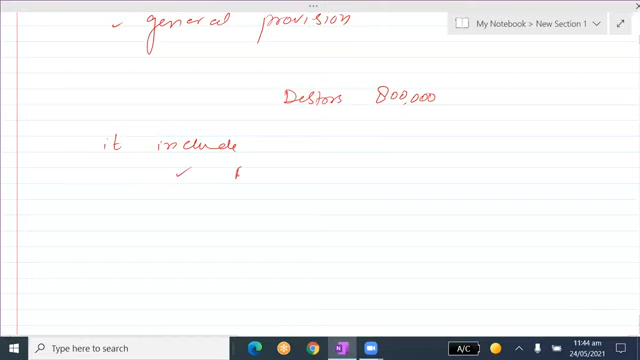 general provision
My Notebook > New Section 1
Debtors 800,000
it include
Type here to search
A/C
11:44 am
24/05/2021